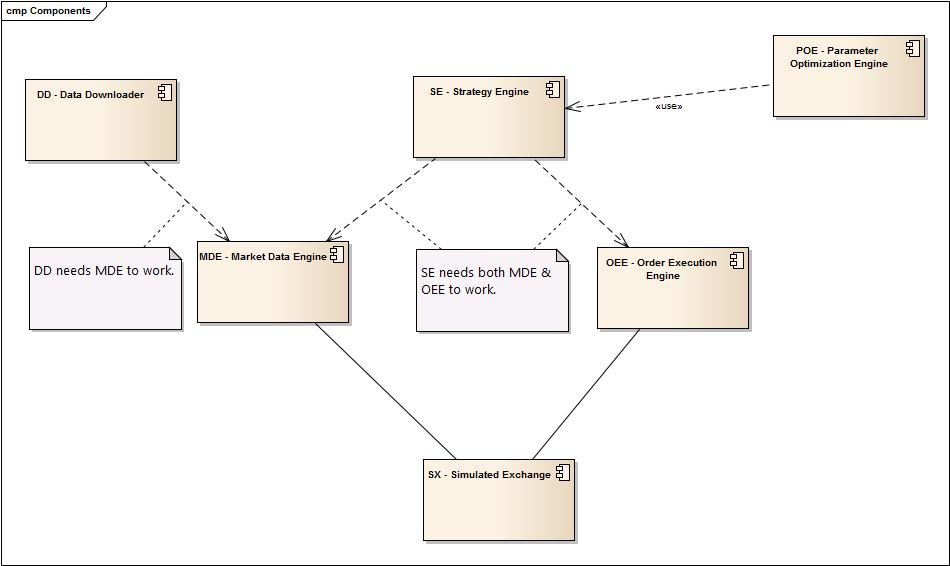 cmp Components
POE - Parameter
Optimization Engine
DD - Data Downloader
SE - Strategy Engine
«use»
MDE - Market Data Engine
DD needs MDE to work.
SE needs both MDE &
OEE to work.
OEE - Order Execution
Engine
SX - Simulated Exchange